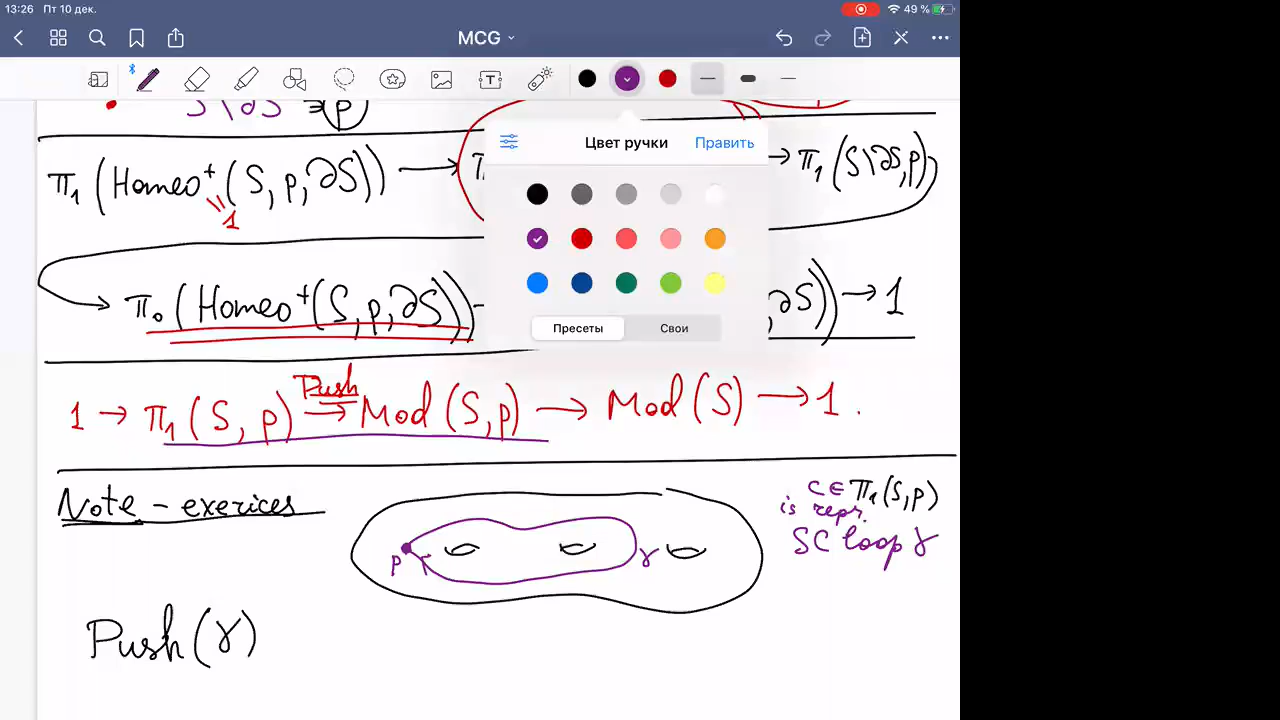 13:26 Пт 10 дек. 49 %
MCG
S \ ∂S ∋ p
π₁ (Homeo⁺(S, p, ∂S)) → → π₁(S\∂S, p)
1
π₀ (Homeo⁺(S, p, ∂S)) , ∂S)) → 1
Цвет ручки Править
Пресеты Свои
1 → π₁(S, p) Push → Mod(S, p) → Mod(S) → 1.
Note - exerices
C ∈ π₁(S, p)
is repr.
SC loop γ
p γ
Push(γ)